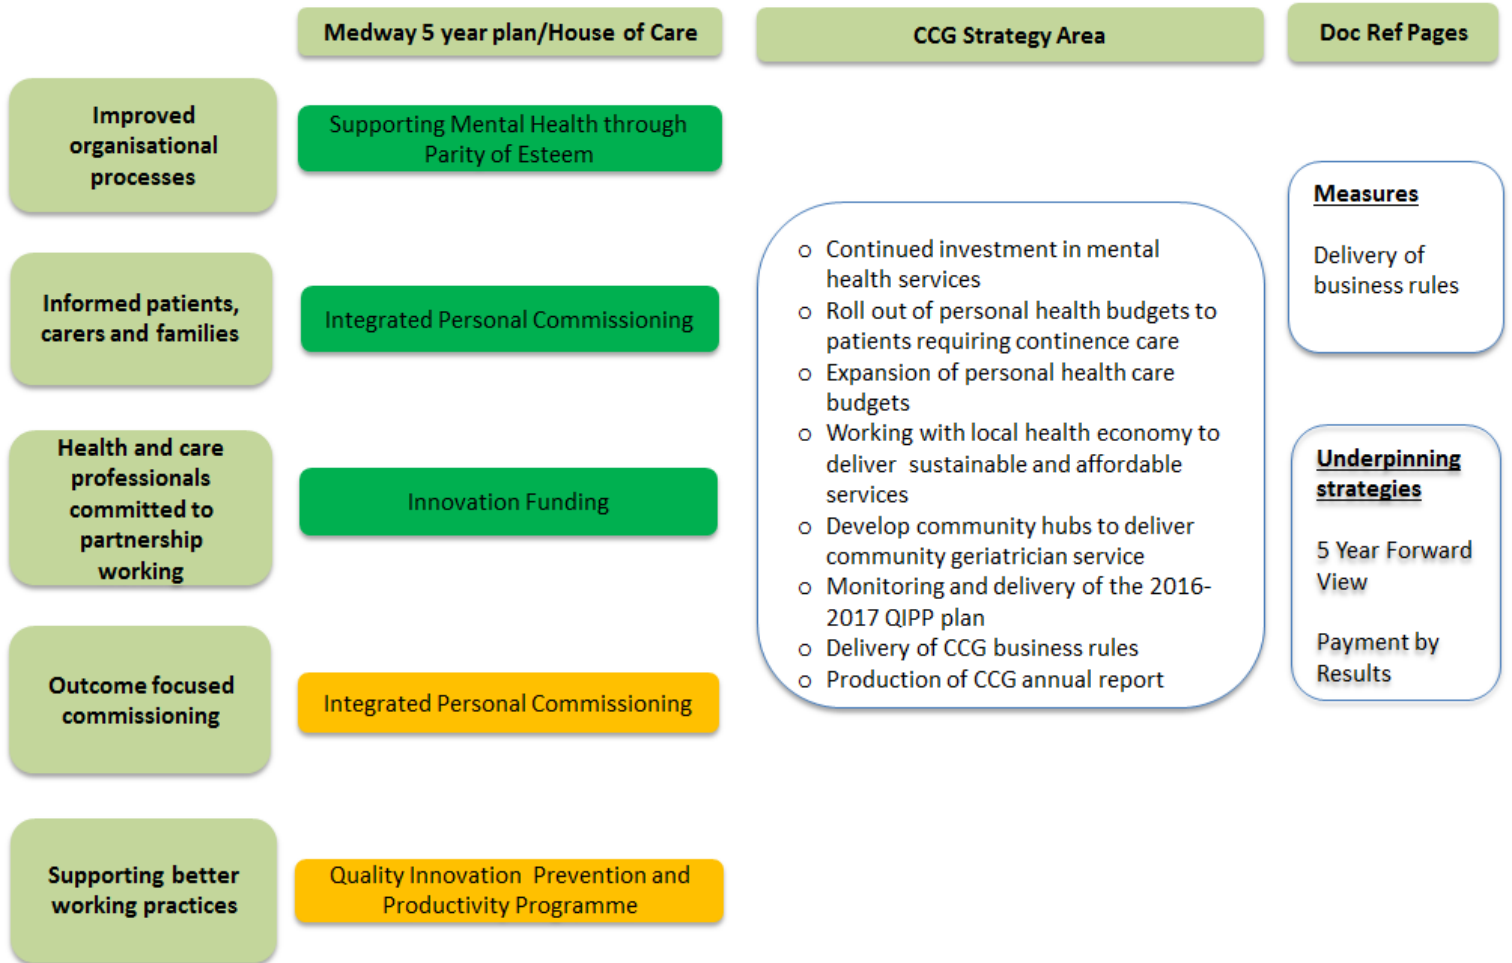 Medway 5 year plan/House of Care
CCG Strategy Area
Doc Ref Pages
Improved
organisational
processes
Supporting Mental Health through
Parity of Esteem
Informed patients,
carers and families
Integrated Personal Commissioning
Health and care
professionals
committed to
partnership
working
Innovation Funding
Outcome focused
commissioning
Integrated Personal Commissioning
Supporting better
working practices
Quality Innovation  Prevention and
Productivity Programme
o Continued investment in mental
health services
o Roll out of personal health budgets to
patients requiring continence care
o Expansion of personal health care
budgets
o Working with local health economy to
deliver  sustainable and affordable
services
o Develop community hubs to deliver
community geriatrician service
o Monitoring and delivery of the 2016-
2017 QIPP plan
o Delivery of CCG business rules
o Production of CCG annual report
Measures
Delivery of
business rules
Underpinning
strategies
5 Year Forward
View
Payment by
Results